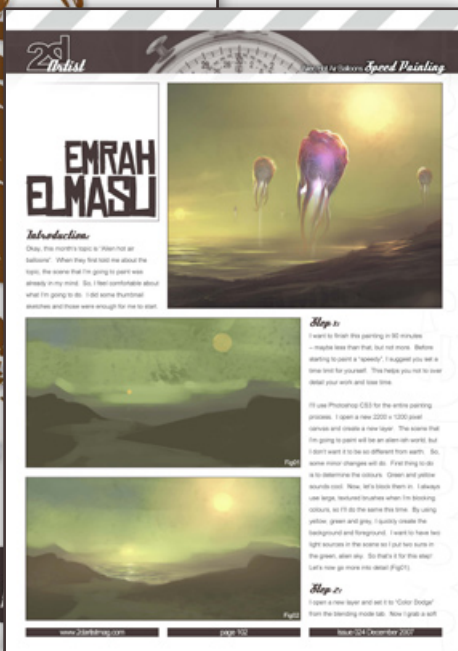 2d
Artist
Alien Hot Air Balloons Speed Painting
EMRAH
ELMASLI
Introduction
Okay, this month's topic is "Alien hot air
balloons". When they first told me about the
topic, the scene that I'm going to paint was
already in my mind. So, I feel comfortable about
what I'm going to do. I did some thumbnail
sketches and those were enough for me to start.
Step 1:
I want to finish this painting in 90 minutes
– maybe less than that, but not more. Before
starting to paint a "speedy", I suggest you set a
time limit for yourself. This helps you not to over
detail your work and lose time.
I'll use Photoshop CS3 for the entire painting
process. I open a new 2200 x 1200 pixel
canvas and create a new layer. The scene that
I'm going to paint will be an alien-ish world, but
I don't want it to be so different from earth. So,
some minor changes will do. First thing to do
is to determine the colours. Green and yellow
sounds cool. Now, let's block them in. I always
use large, textured brushes when I'm blocking
colours, so I'll do the same this time. By using
yellow, green and grey, I quickly create the
background and foreground. I want to have two
light sources in the scene so I put two suns in
the green, alien sky. So that's it for this step!
Let's now go more into detail (Fig01).
Fig01
Step 2:
I open a new layer and set it to "Color Dodge"
from the blending mode tab. Now I grab a soft
Fig02
www.2dartistmag.com
page 102
issue 024 December 2007